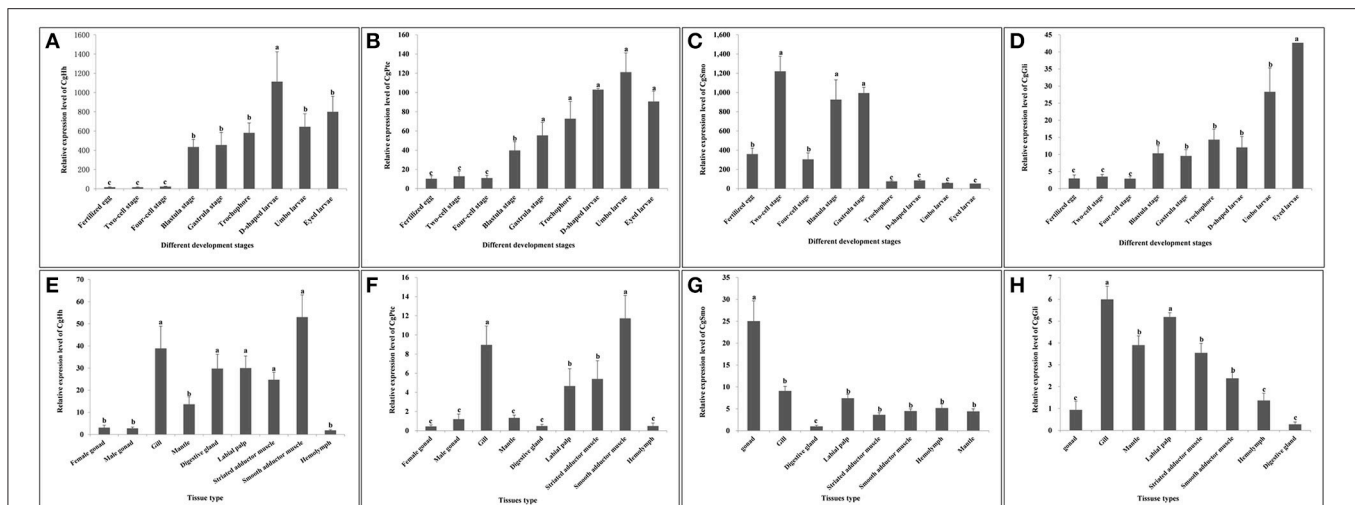 A
Relative expression level of CgHh
1600
1400
1200
1000
800
600
400
200
0
c
c
c
b
b
b
a
b
b
Fertilized egg
Two-cell stage
Four-cell stage
Blastula stage
Gastrula stage
Trochophore
D-shaped larvae
Umbo larvae
Eyed larvae
Different development stages
B
Relative expression level of CgPtc
160
140
120
100
80
60
40
20
0
c
c
c
b
a
a
a
a
a
Fertilized egg
Two-cell stage
Four-cell stage
Blastula stage
Gastrula stage
Trochophore
D-shaped larvae
Umbo larvae
Eyed larvae
Different development stages
C
Relative expression level of CgSmo
1,600
1,400
1,200
1,000
800
600
400
200
0
b
a
b
a
a
c
c
c
c
Fertilized egg
Two-cell stage
Four-cell stage
Blastula stage
Gastrula stage
Trochophore
D-shaped larvae
Umbo larvae
Eyed larvae
Different development stages
D
Relative expression level of CgGli
45
40
35
30
25
20
15
10
5
0
c
c
c
b
b
b
b
b
a
Fertilized egg
Two-cell stage
Four-cell stage
Blastula stage
Gastrula stage
Trochophore
D-shaped larvae
Umbo larvae
Eyed larvae
Different development stages
E
Relative expression level of CgHh
70
60
50
40
30
20
10
0
b
b
a
b
a
a
a
a
b
Female gonad
Male gonad
Gill
Mantle
Digestive gland
Labial palp
Striated adductor muscle
Smooth adductor muscle
Hemolymph
Tissue type
F
Relative expression level of CgPtc
16
14
12
10
8
6
4
2
0
c
c
a
c
c
b
b
a
c
Female gonad
Male gonad
Gill
Mantle
Digestive gland
Labial palp
Striated adductor muscle
Smooth adductor muscle
Hemolymph
Tissues type
G
Relative expression level of CgSmo
35
30
25
20
15
10
5
0
a
b
c
b
b
b
b
b
gonad
Gill
Digestive gland
Labial palp
Striated adductor muscle
Smooth adductor muscle
Hemolymph
Mantle
Tissues type
H
Relative expression level of CgGli
7
6
5
4
3
2
1
0
c
a
b
a
b
b
c
c
gonad
Gill
Mantle
Labial palp
Striated adductor muscle
Smooth adductor muscle
Hemolymph
Digestive gland
Tissuse types